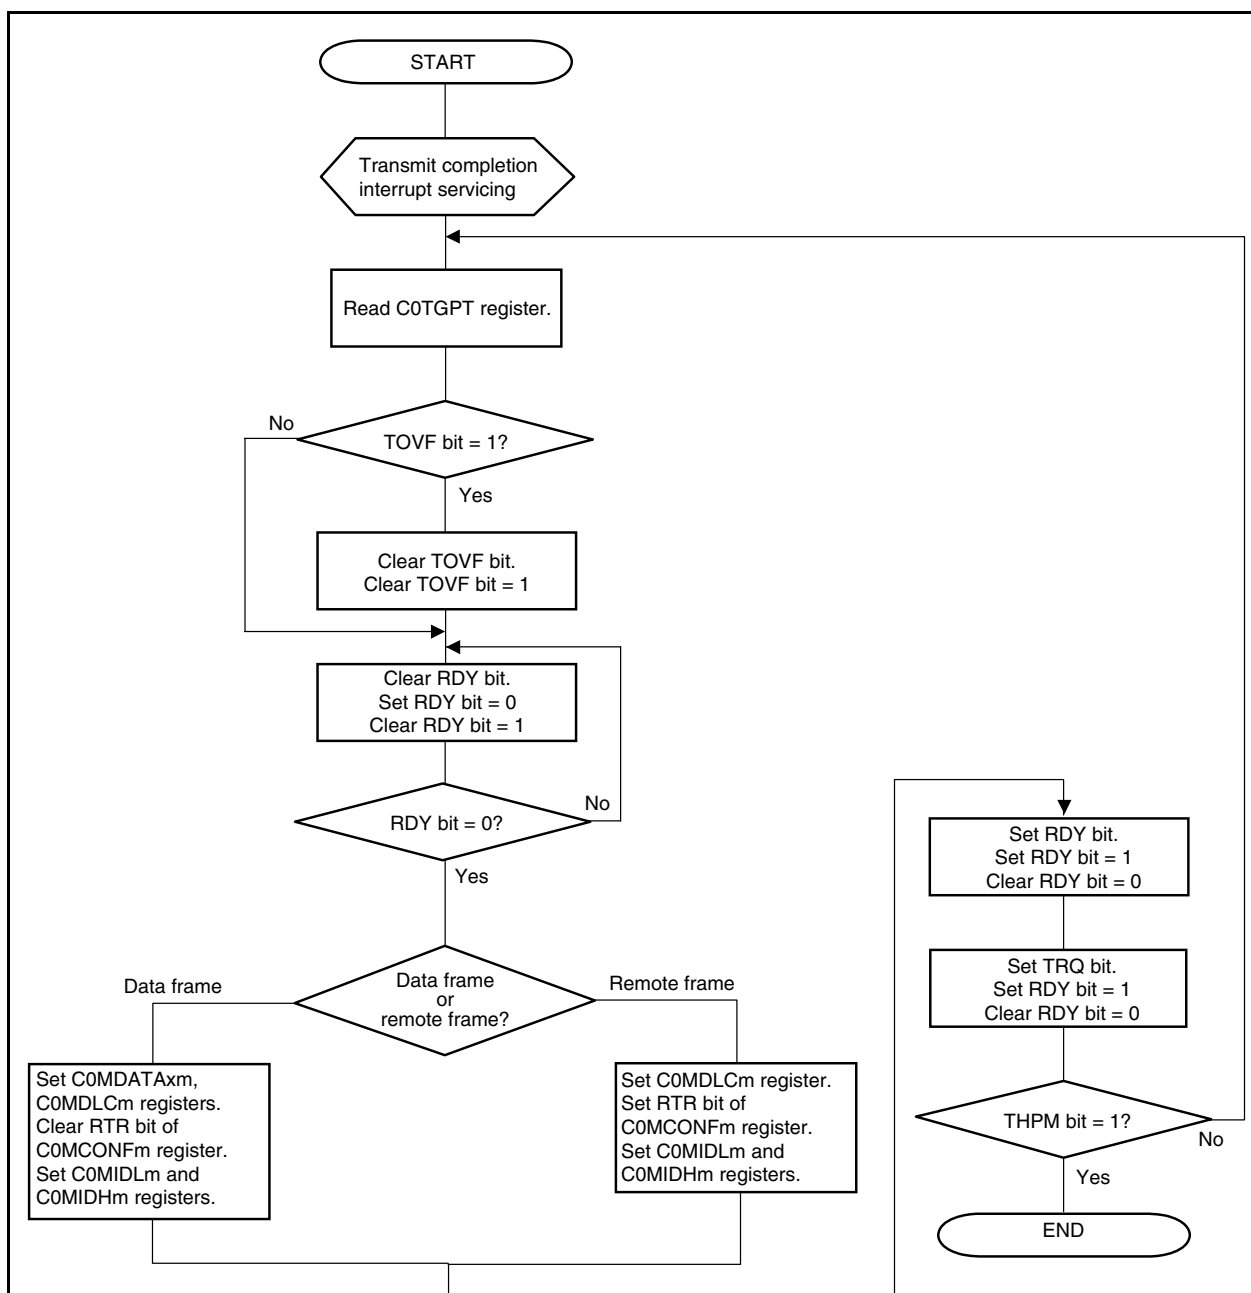 START
Transmit completion
interrupt servicing
Read C0TGPT register.
No
TOVF bit = 1?
Yes
Clear TOVF bit.
Clear TOVF bit = 1
Clear RDY bit.
Set RDY bit = 0
Clear RDY bit = 1
No
RDY bit = 0?
Yes
Data frame
Data frame
or
remote frame?
Remote frame
Set C0MDATAxm,
C0MDLCm registers.
Clear RTR bit of
C0MCONFm register.
Set C0MIDLm and
C0MIDHm registers.
Set C0MDLCm register.
Set RTR bit of
C0MCONFm register.
Set C0MIDLm and
C0MIDHm registers.
Set RDY bit.
Set RDY bit = 1
Clear RDY bit = 0
Set TRQ bit.
Set RDY bit = 1
Clear RDY bit = 0
THPM bit = 1?
No
Yes
END